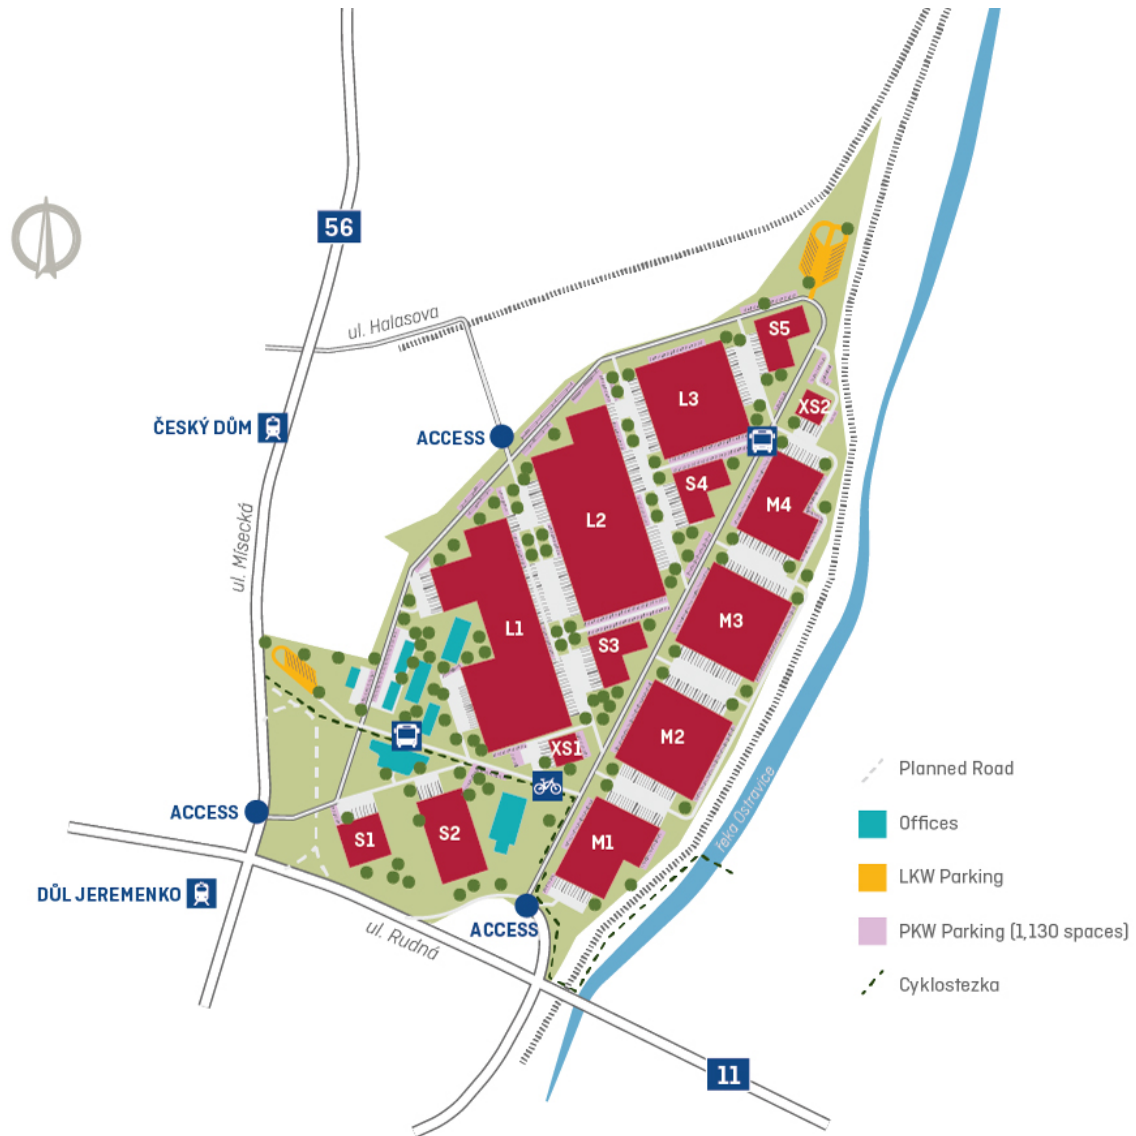 56
ul. Halasova
S5
L3
XS2
ČESKÝ DŮM
ACCESS
S4
M4
L2
ul. Mísecká
L1
M3
S3
M2
XS1
Planned Road
řeka Ostravice
ACCESS
Offices
S1
S2
M1
LKW Parking
DŮL JEREMENKO
ACCESS
PKW Parking (1,130 spaces)
ul. Rudná
Cyklostezka
11